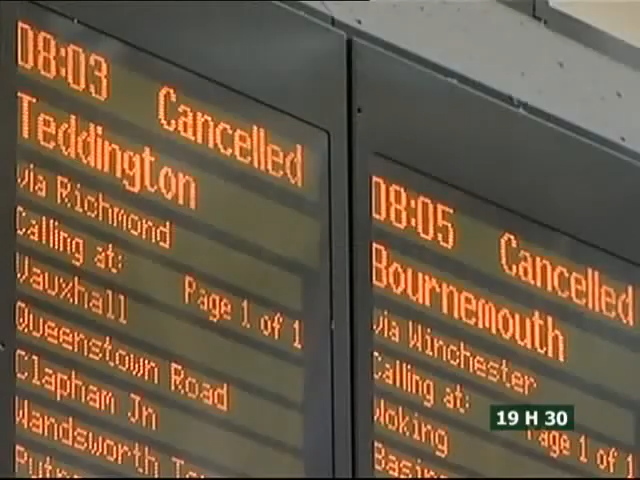 08:03 Cancelled
Teddington
via Richmond
Calling at: Page 1 of 1
Vauxhall
Queenstown Road
Clapham Jn
Wandsworth
08:05 Cancelled
Bournemouth
via Winchester
Calling at: Page 1 of 1
Woking
19 H 30